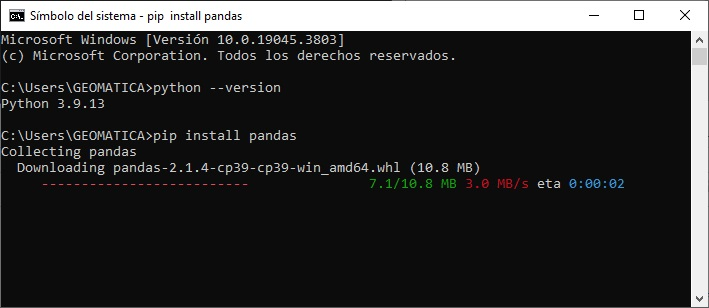 Símbolo del sistema - pip  install pandas
Microsoft Windows [Versión 10.0.19045.3803]
(c) Microsoft Corporation. Todos los derechos reservados.
C:\Users\GEOMATICA>python --version
Python 3.9.13
C:\Users\GEOMATICA>pip install pandas
Collecting pandas
  Downloading pandas-2.1.4-cp39-cp39-win_amd64.whl (10.8 MB)
     --------------------------               7.1/10.8 MB 3.0 MB/s eta 0:00:02